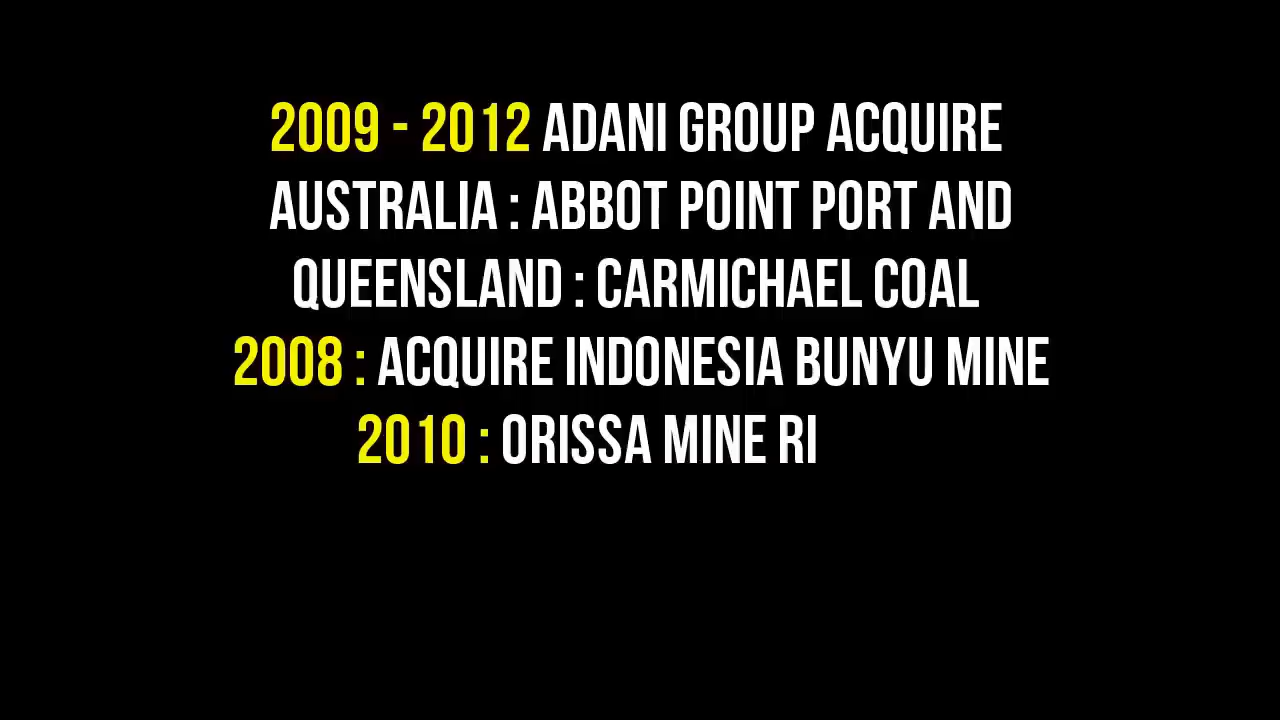 2009 - 2012 ADANI GROUP ACQUIRE
AUSTRALIA : ABBOT POINT PORT AND
QUEENSLAND : CARMICHAEL COAL
2008 : ACQUIRE INDONESIA BUNYU MINE
2010 : ORISSA MINE RI